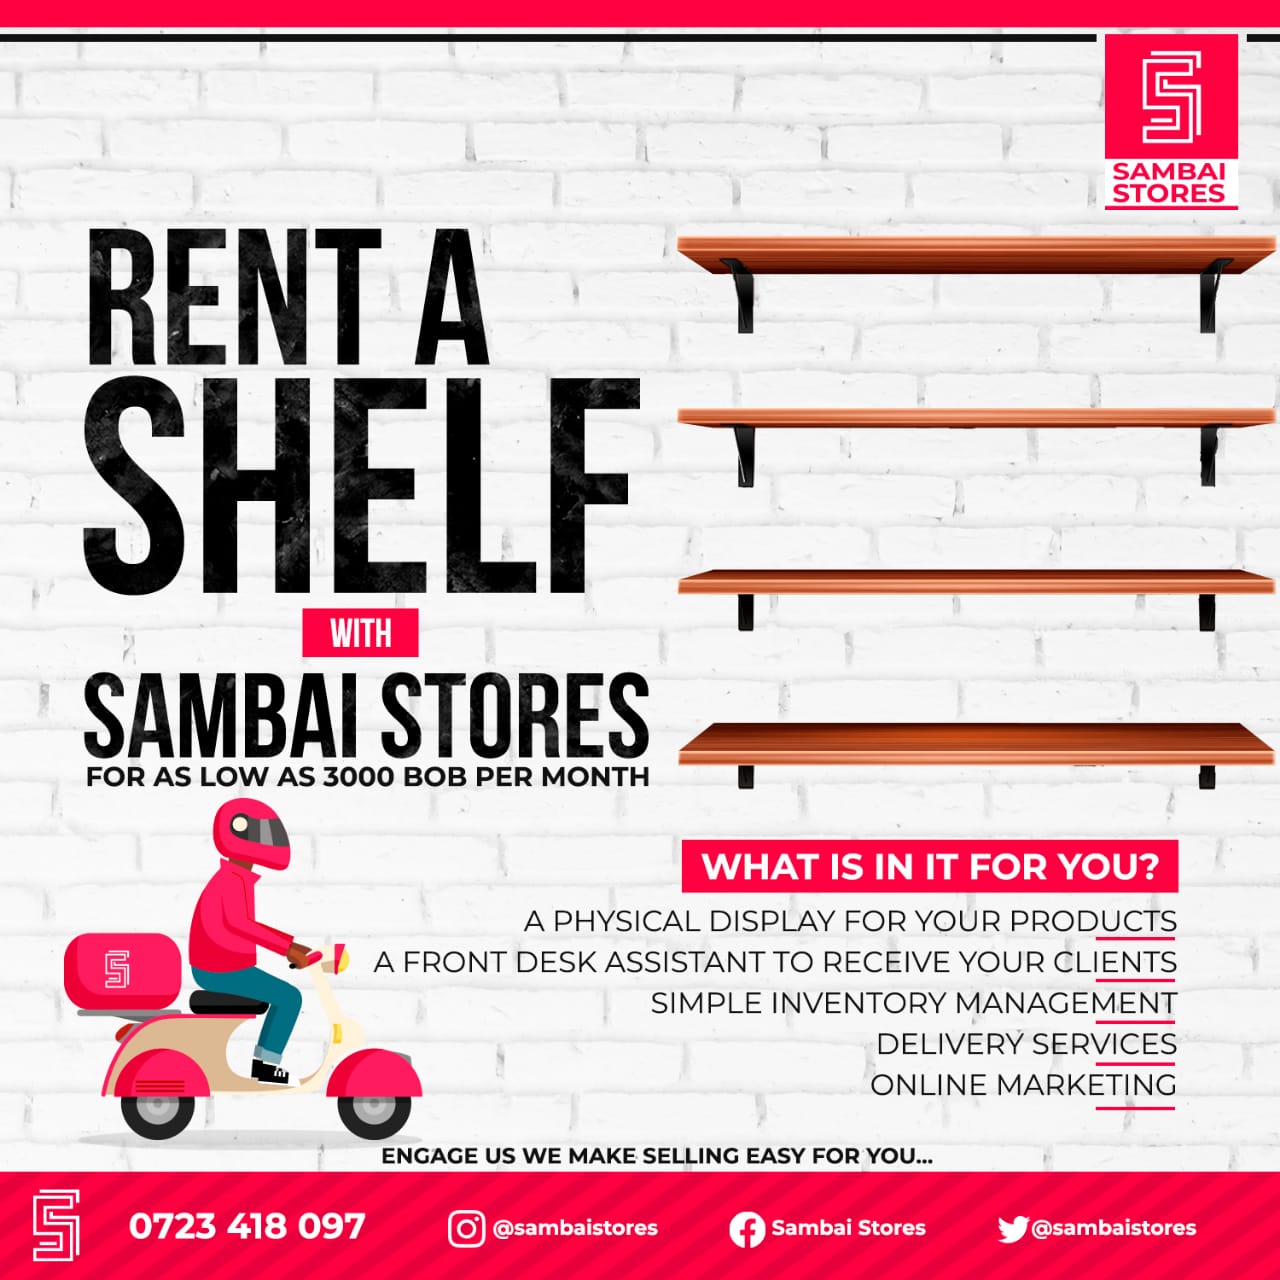 SAMBAI
STORES
RENT A
SHELF
WITH
SAMBAI STORES
FOR AS LOW AS 3000 BOB PER MONTH
WHAT IS IN IT FOR YOU?
A PHYSICAL DISPLAY FOR YOUR PRODUCTS
A FRONT DESK ASSISTANT TO RECEIVE YOUR CLIENTS
SIMPLE INVENTORY MANAGEMENT
DELIVERY SERVICES
ONLINE MARKETING
ENGAGE US WE MAKE SELLING EASY FOR YOU...
0723 418 097
@sambaistores
Sambai Stores
@sambaistores